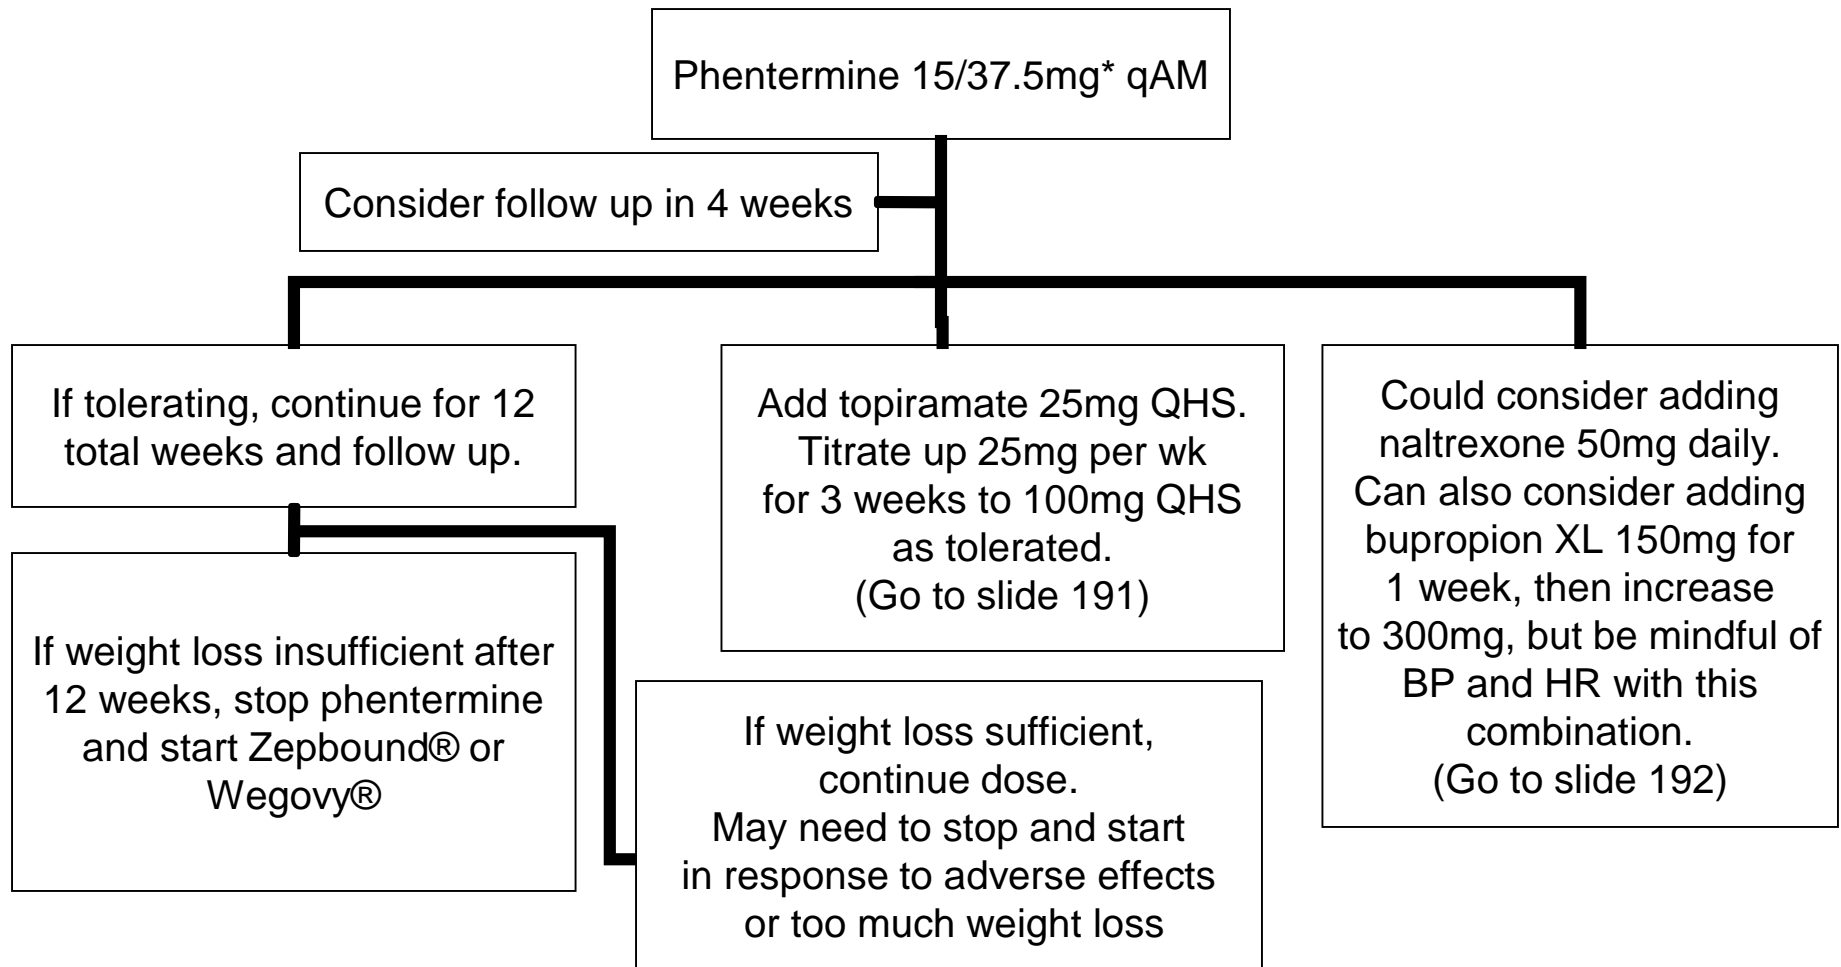 Phentermine 15/37.5mg* qAM
Consider follow up in 4 weeks
If tolerating, continue for 12
total weeks and follow up.
Add topiramate 25mg QHS.
Titrate up 25mg per wk
for 3 weeks to 100mg QHS
as tolerated.
(Go to slide 191)
Could consider adding
naltrexone 50mg daily.
Can also consider adding
bupropion XL 150mg for
1 week, then increase
to 300mg, but be mindful of
BP and HR with this
combination.
(Go to slide 192)
If weight loss insufficient after
12 weeks, stop phentermine
and start Zepbound® or
Wegovy®
If weight loss sufficient,
continue dose.
May need to stop and start
in response to adverse effects
or too much weight loss